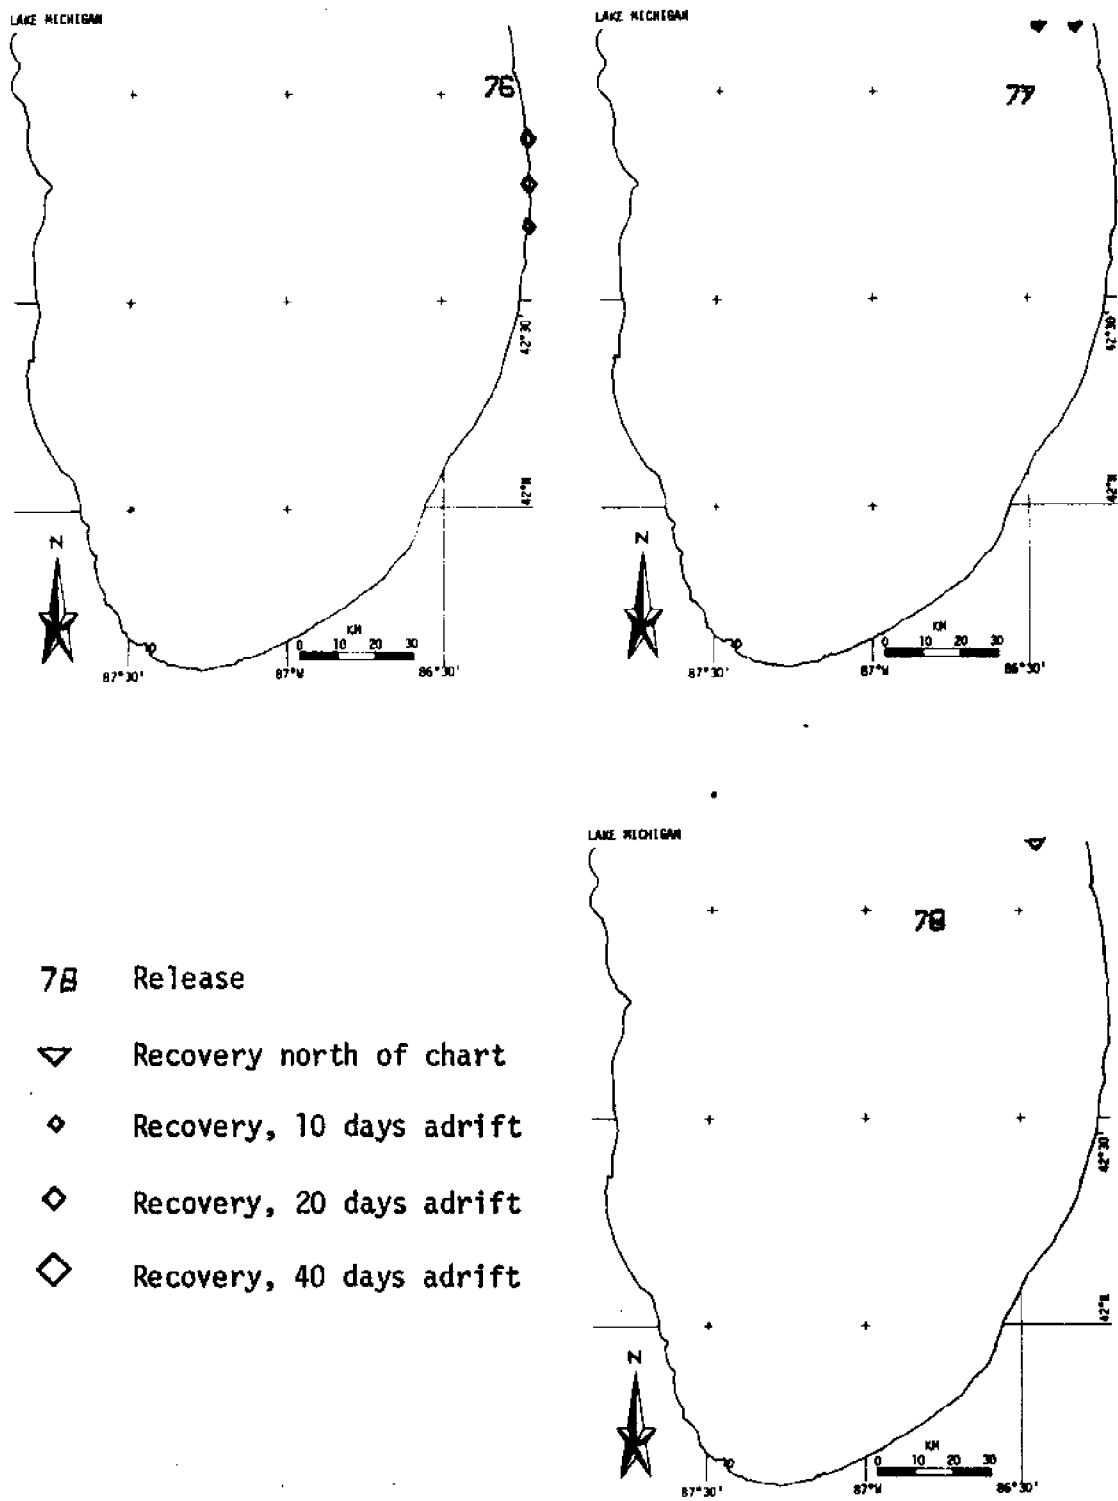 LAKE MICHIGAN
76
42°30'
42°N
N
KM
0 10 20 30
87°30' 87°W 86°30'
LAKE MICHIGAN
77
42°30'
42°N
N
KM
0 10 20 30
87°30' 87°W 86°30'
LAKE MICHIGAN
78
42°30'
42°N
N
KM
0 10 20 30
87°30' 87°W 86°30'
78 Release
Recovery north of chart
Recovery, 10 days adrift
Recovery, 20 days adrift
Recovery, 40 days adrift